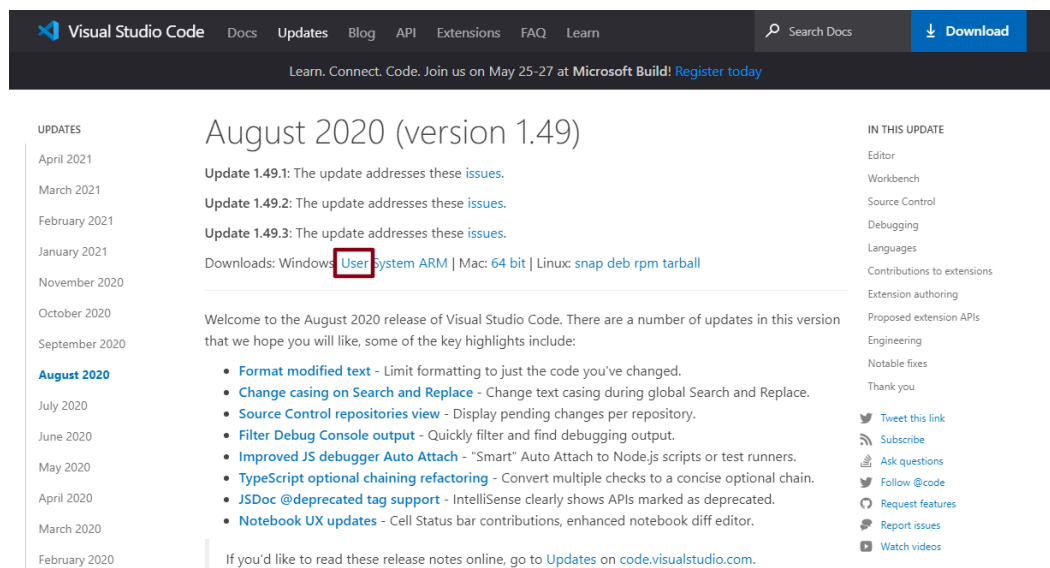 Visual Studio Code Docs Updates Blog API Extensions FAQ Learn Search Docs Download
Learn. Connect. Code. Join us on May 25-27 at Microsoft Build! Register today
UPDATES
April 2021
March 2021
February 2021
January 2021
November 2020
October 2020
September 2020
August 2020
July 2020
June 2020
May 2020
April 2020
March 2020
February 2020
August 2020 (version 1.49)
Update 1.49.1: The update addresses these issues.
Update 1.49.2: The update addresses these issues.
Update 1.49.3: The update addresses these issues.
Downloads: Windows: User System ARM | Mac: 64 bit | Linux: snap deb rpm tarball
Welcome to the August 2020 release of Visual Studio Code. There are a number of updates in this version
that we hope you will like, some of the key highlights include:
• Format modified text - Limit formatting to just the code you've changed.
• Change casing on Search and Replace - Change text casing during global Search and Replace.
• Source Control repositories view - Display pending changes per repository.
• Filter Debug Console output - Quickly filter and find debugging output.
• Improved JS debugger Auto Attach - "Smart" Auto Attach to Node.js scripts or test runners.
• TypeScript optional chaining refactoring - Convert multiple checks to a concise optional chain.
• JSDoc @deprecated tag support - IntelliSense clearly shows APIs marked as deprecated.
• Notebook UX updates - Cell Status bar contributions, enhanced notebook diff editor.
If you'd like to read these release notes online, go to Updates on code.visualstudio.com.
IN THIS UPDATE
Editor
Workbench
Source Control
Debugging
Languages
Contributions to extensions
Extension authoring
Proposed extension APIs
Engineering
Notable fixes
Thank you
Tweet this link
Subscribe
Ask questions
Follow @code
Request features
Report issues
Watch videos